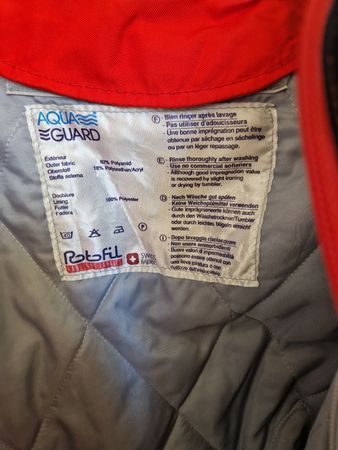 AQUA
GUARD
Extérieur
Outer fabric
Oberstoff
Stoffa esterna
82% Polyamid
18% Polyurethan/Acryl
Doublure
Lining
Futter
Fodera
100% Polyester
Rotofil
SWISS
FABRIC
F - Bien rinçer après lavage
- Pas utiliser d'adoucisseurs
- Une bonne imprégnation peut être
obtenue par séchage en séchelinge
ou par un léger repassage.
E - Rinse thoroughly after washing
- Use no commercial softeners
- Although good impregnation value
is recovered by slight ironing
or drying by tumbler.
D - Nach Wäsche gut spülen
- Keine Weichspülmittel verwenden
- Gute Imprägnierwerte können auch
durch den Wäschetrockner/Tumbler
oder durch leichtes bügeln erreicht
werden.
I - Dopo lavaggio risciacquare
- Non usare ammorbidenti
- Buoni valori d'impermeabilità
possono essere ottenuti con